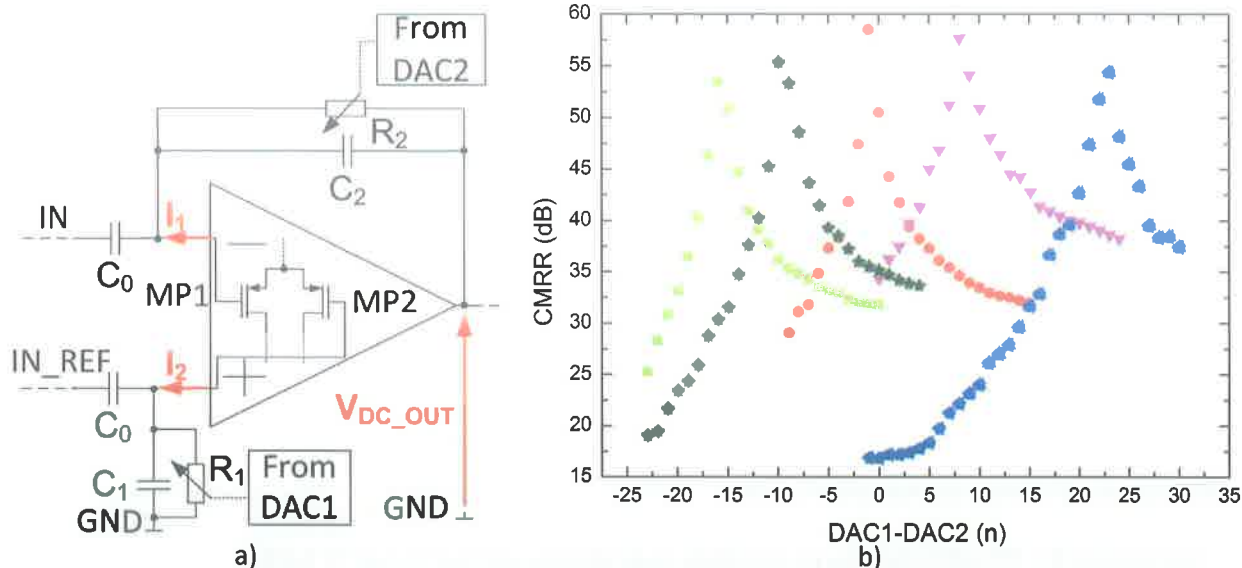 From
DAC2
R2
C2
IN
C0
I1
MP1
MP2
IN_REF
I2
C0
VDC_OUT
R1
C1
From
DAC1
GND
GND
a)
CMRR (dB)
60
55
50
45
40
35
30
25
20
15
-25 -20 -15 -10 -5 0 5 10 15 20 25 30 35
DAC1-DAC2 (n)
b)